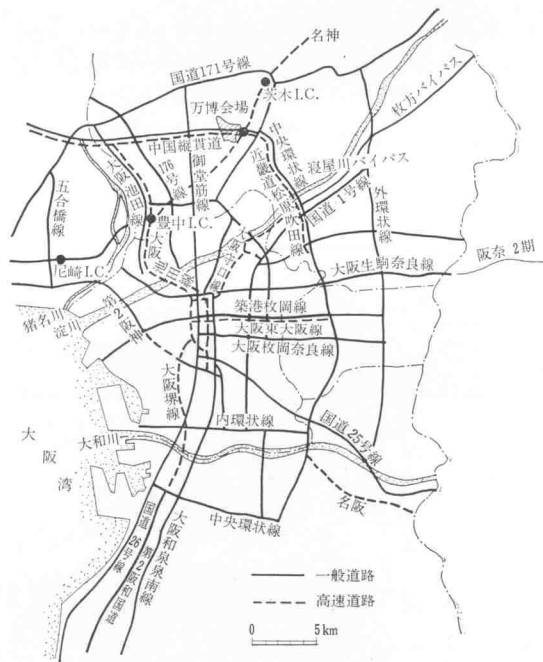 名神
国道171号線
茨木I.C.
万博会場
枚方バイパス
中国縦貫道
中央環状線
近畿道松原吹田線
寝屋川バイパス
国道1号線
外環状線
大阪池田線
176号線
御堂筋線
五合橋線
豊中I.C.
大阪守口線
尼崎I.C.
大阪生駒奈良線
阪奈2期
猪名川
淀川
第2阪神
築港枚岡線
大阪東大阪線
大阪枚岡奈良線
大阪堺線
内環状線
国道25号線
大阪湾
大和川
名阪
中央環状線
国道26号線
第2阪和国道
大阪和泉泉南線
一般道路
高速道路
0 5km